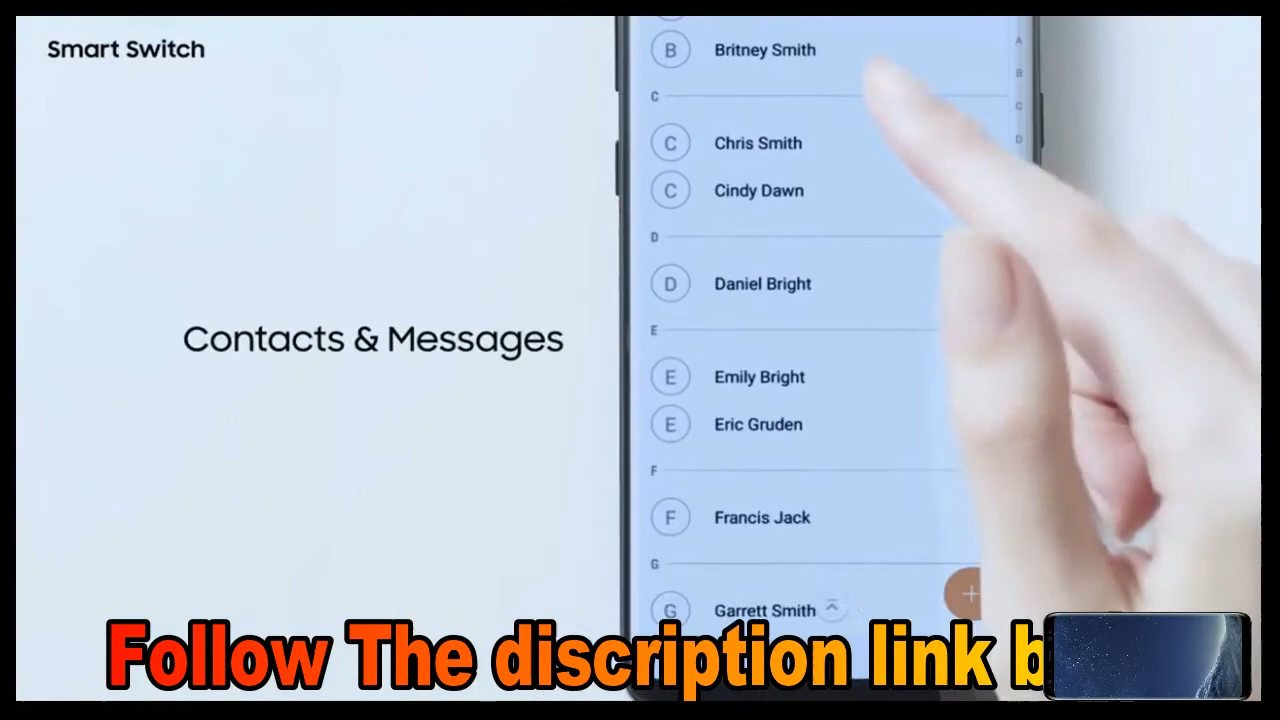 Smart Switch
B Britney Smith
A
B
C
C
D
C Chris Smith
C Cindy Dawn
D
D Daniel Bright
Contacts & Messages
E
E Emily Bright
E Eric Gruden
F
F Francis Jack
G
G Garrett Smith
Follow The discription link b